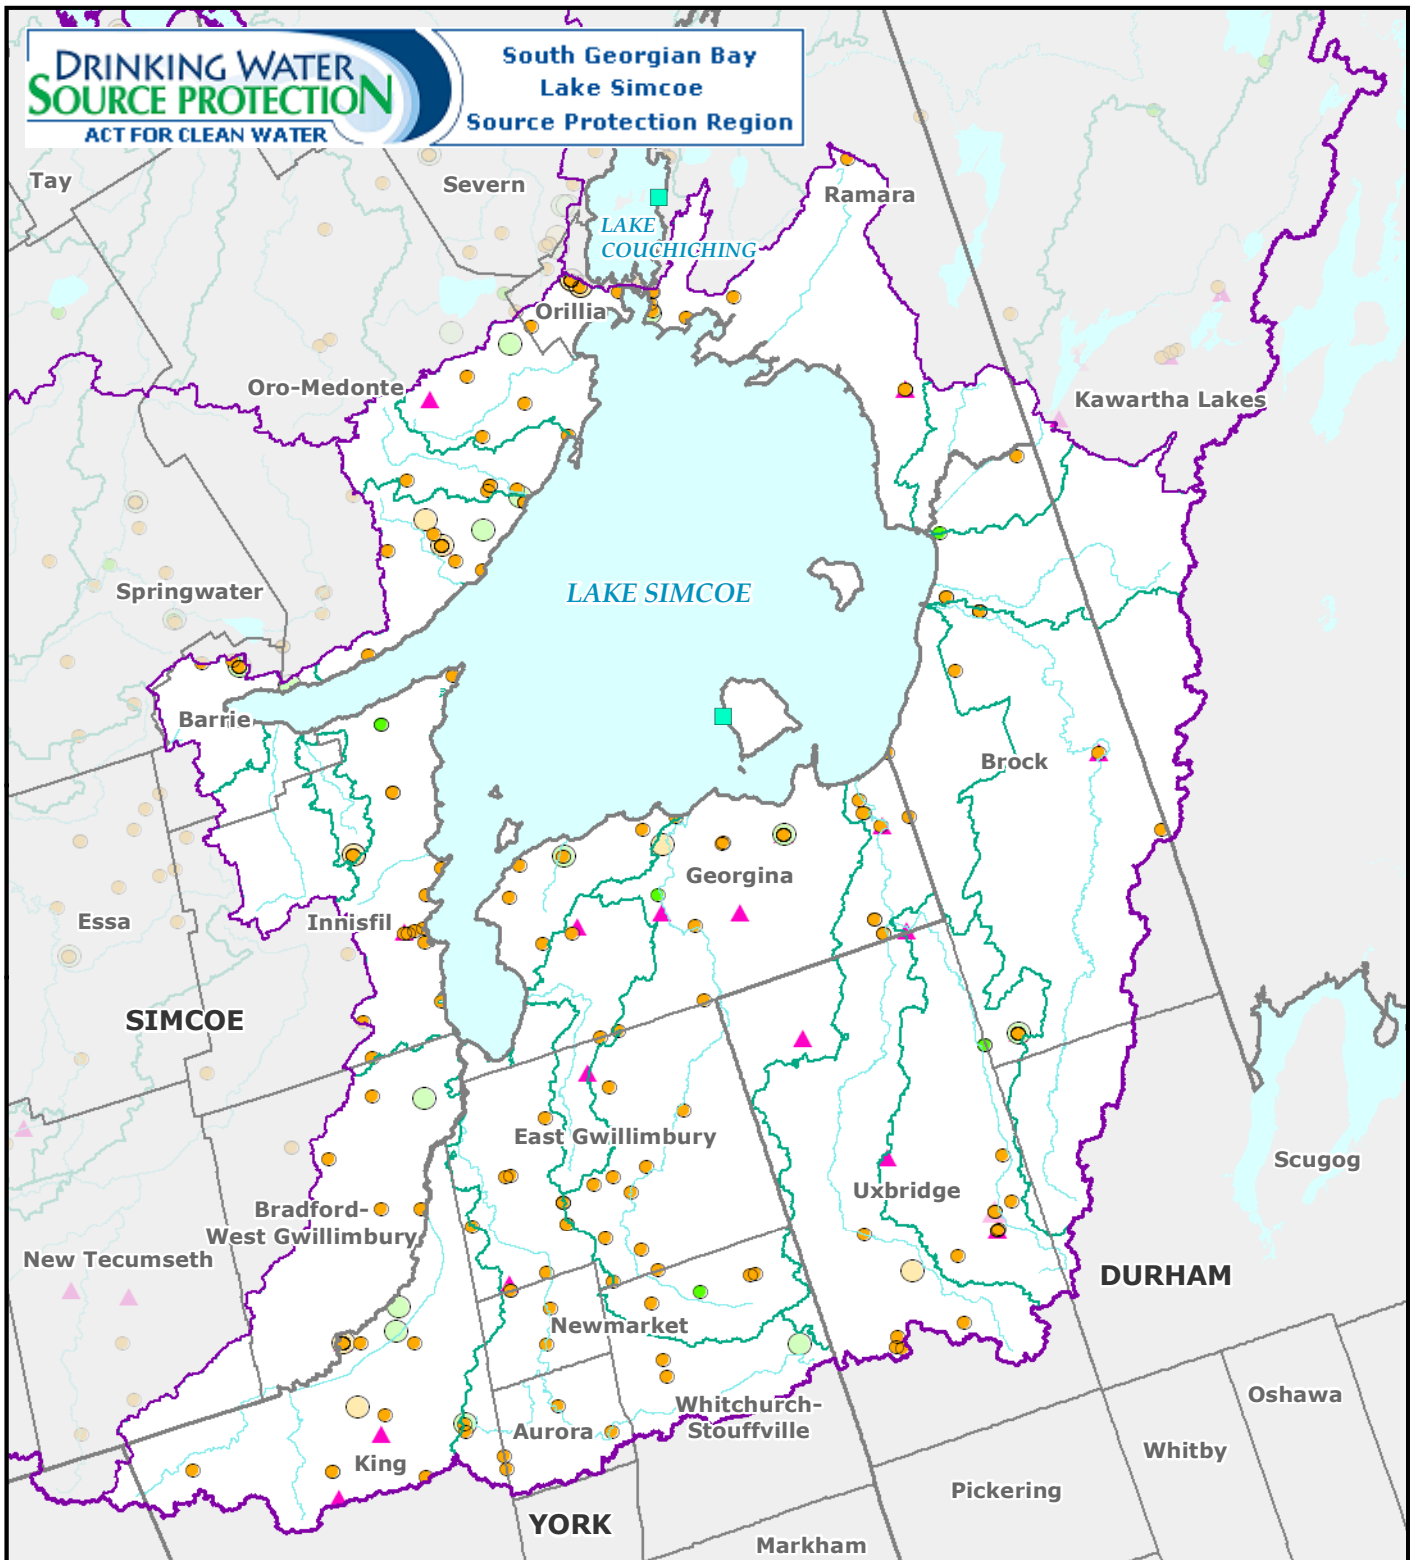 DRINKING WATER
SOURCE PROTECTION
ACT FOR CLEAN WATER
South Georgian Bay
Lake Simcoe
Source Protection Region
Tay
Severn
Ramara
LAKE
COUCHICHING
Orillia
Oro-Medonte
Kawartha Lakes
Springwater
LAKE SIMCOE
Barrie
Brock
Georgina
Essa
Innisfil
SIMCOE
East Gwillimbury
Scugog
Uxbridge
Bradford-
West Gwillimbury
New Tecumseth
DURHAM
Newmarket
Oshawa
Whitchurch-
Stouffville
Aurora
Whitby
King
Pickering
YORK
Markham